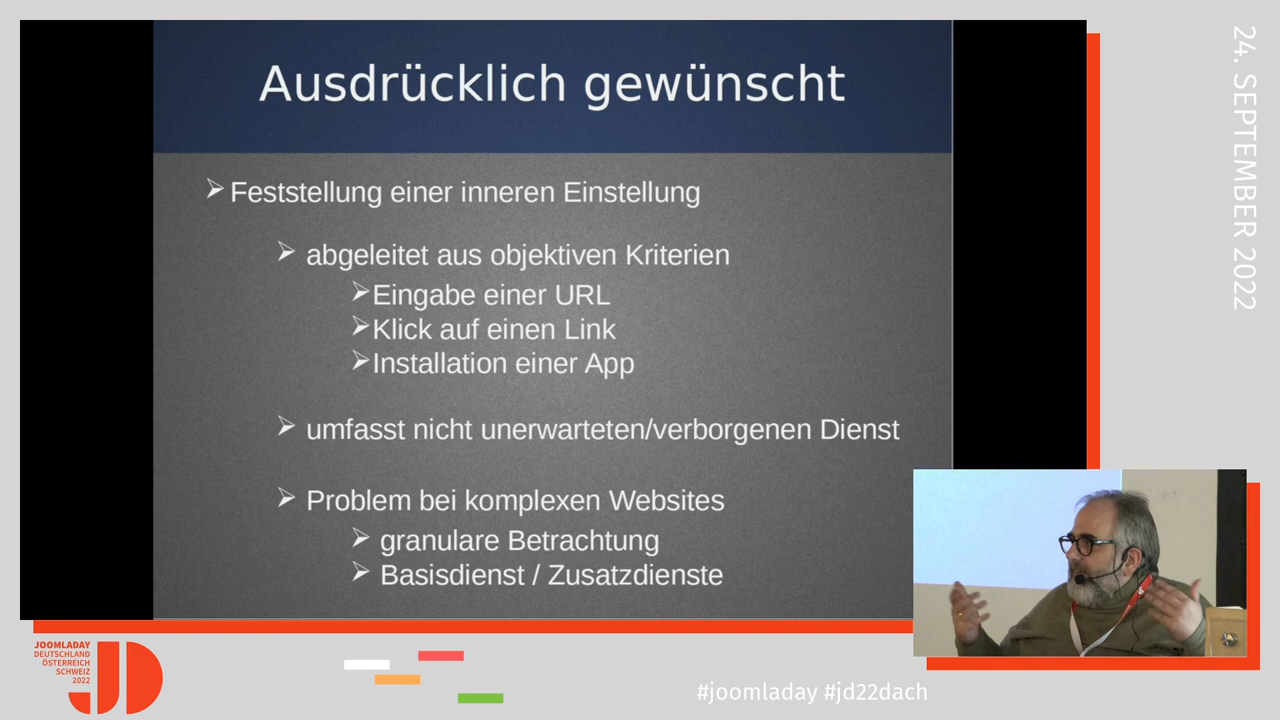 Ausdrücklich gewünscht
Feststellung einer inneren Einstellung
abgeleitet aus objektiven Kriterien
Eingabe einer URL
Klick auf einen Link
Installation einer App
umfasst nicht unerwarteten/verborgenen Dienst
Problem bei komplexen Websites
granulare Betrachtung
Basisdienst / Zusatzdienste
24. SEPTEMBER 2022
JOOMLADAY
DEUTSCHLAND
ÖSTERREICH
SCHWEIZ
2022
JD
#joomladay #jd22dach